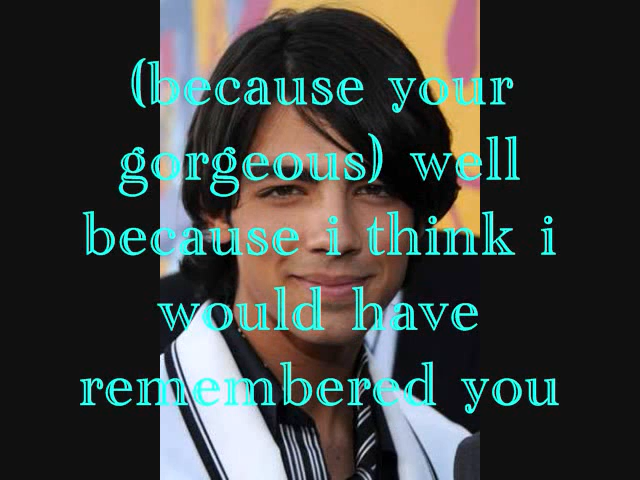 (because your
gorgeous) well
because i think i
would have
remembered you